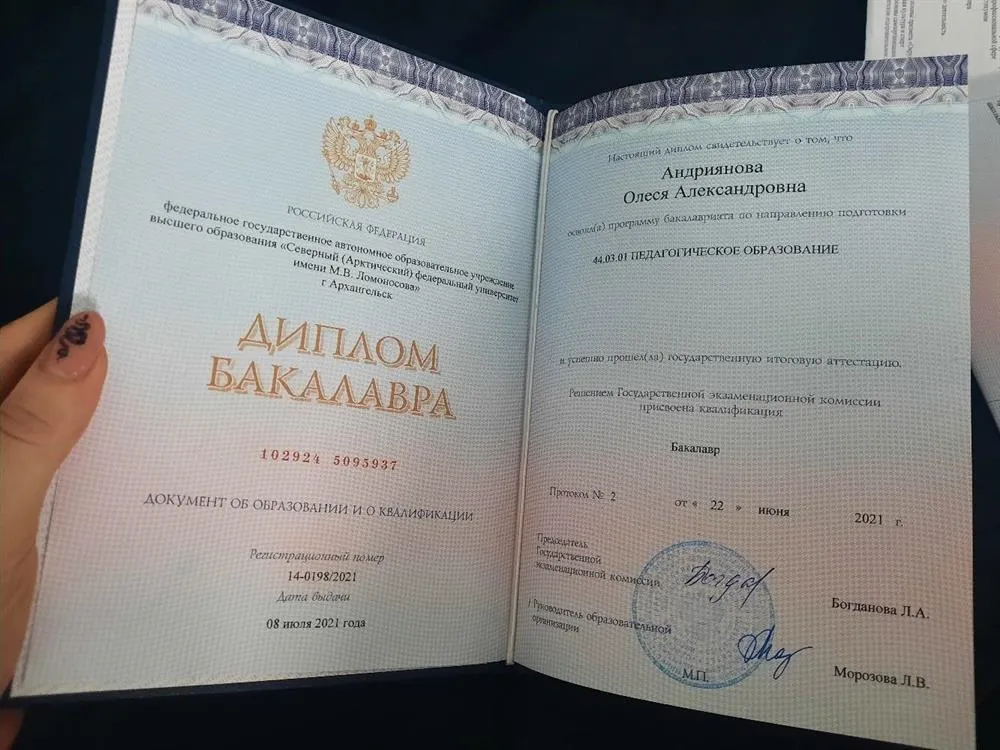 РОССИЙСКАЯ ФЕДЕРАЦИЯ
федеральное государственное автономное образовательное учреждение
высшего образования «Северный (Арктический) федеральный университет
имени М.В. Ломоносова»
г Архангельск
ДИПЛОМ
БАКАЛАВРА
102924 5095937
ДОКУМЕНТ ОБ ОБРАЗОВАНИИ И О КВАЛИФИКАЦИИ
Регистрационный номер
14-0198/2021
Дата выдачи
08 июля 2021 года
Настоящий диплом свидетельствует о том, что
Андриянова
Олеся Александровна
освоил(а) программу бакалавриата по направлению подготовки
44.03.01 ПЕДАГОГИЧЕСКОЕ ОБРАЗОВАНИЕ
и успешно прошел(ла) государственную итоговую аттестацию.
Решением Государственной экзаменационной комиссии
присвоена квалификация
Бакалавр
Протокол № 2 от « 22 » июня 2021 г.
Председатель
Государственной
экзаменационной комиссии
Богданова Л.А.
Руководитель образовательной
организации
Морозова Л.В.
М.П.